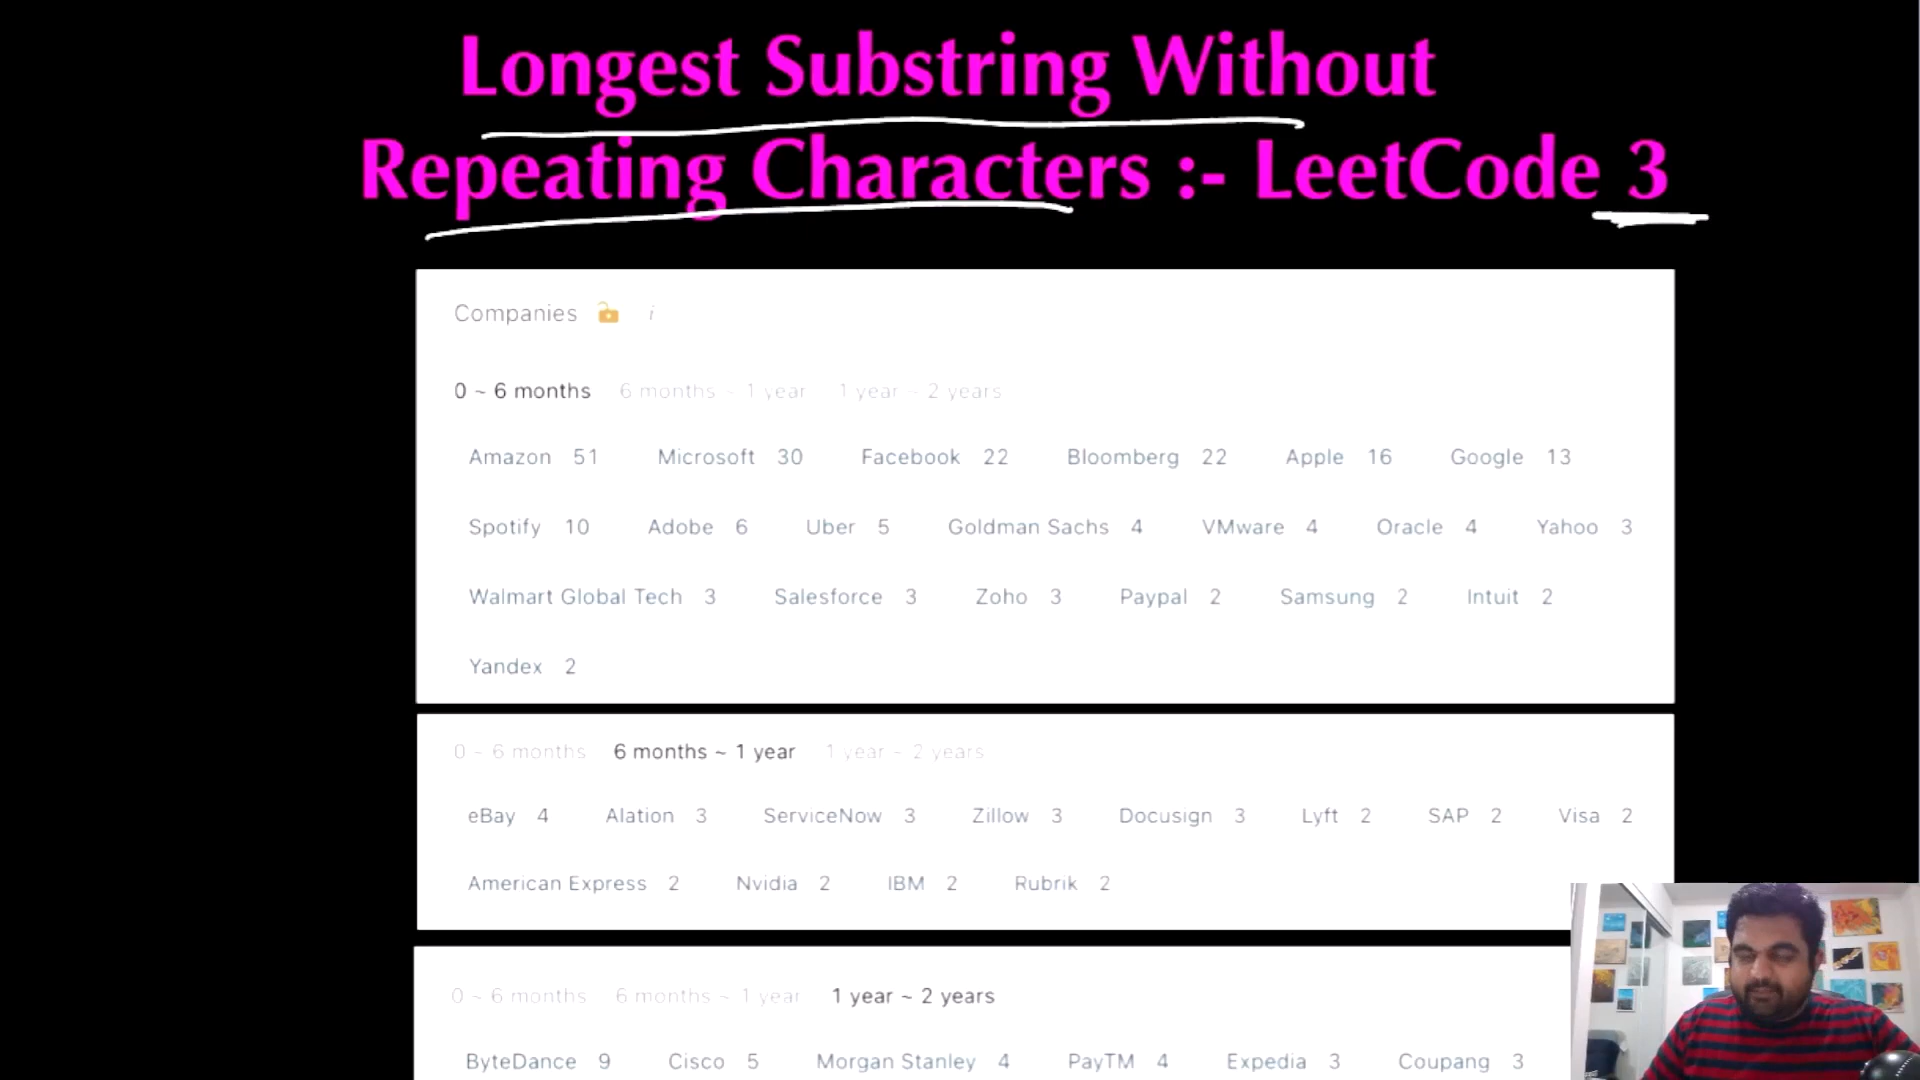 Longest Substring Without
Repeating Characters :- LeetCode 3
Companies i
0 ~ 6 months 6 months ~ 1 year 1 year ~ 2 years
Amazon 51 Microsoft 30 Facebook 22 Bloomberg 22 Apple 16 Google 13
Spotify 10 Adobe 6 Uber 5 Goldman Sachs 4 VMware 4 Oracle 4 Yahoo 3
Walmart Global Tech 3 Salesforce 3 Zoho 3 Paypal 2 Samsung 2 Intuit 2
Yandex 2
0 ~ 6 months 6 months ~ 1 year 1 year ~ 2 years
eBay 4 Alation 3 ServiceNow 3 Zillow 3 Docusign 3 Lyft 2 SAP 2 Visa 2
American Express 2 Nvidia 2 IBM 2 Rubrik 2
0 ~ 6 months 6 months ~ 1 year 1 year ~ 2 years
ByteDance 9 Cisco 5 Morgan Stanley 4 PayTM 4 Expedia 3 Coupang 3